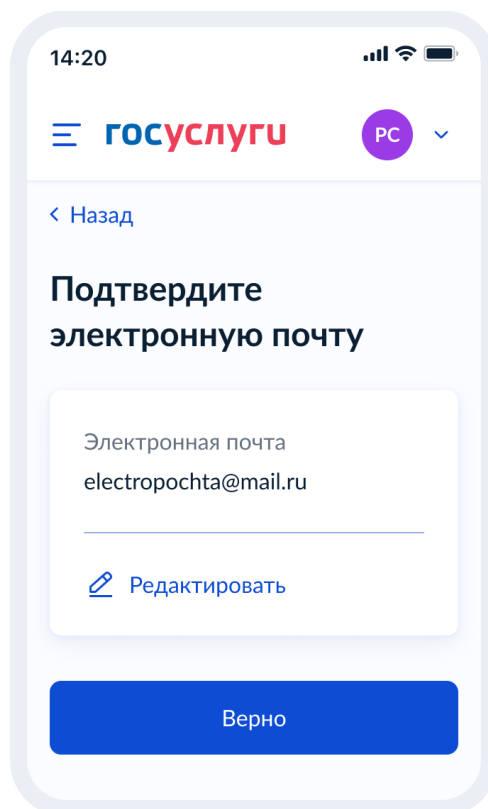 14:20
госуслуги
РС
Назад
Подтвердите
электронную почту
Электронная почта
electropochta@mail.ru
Редактировать
Верно